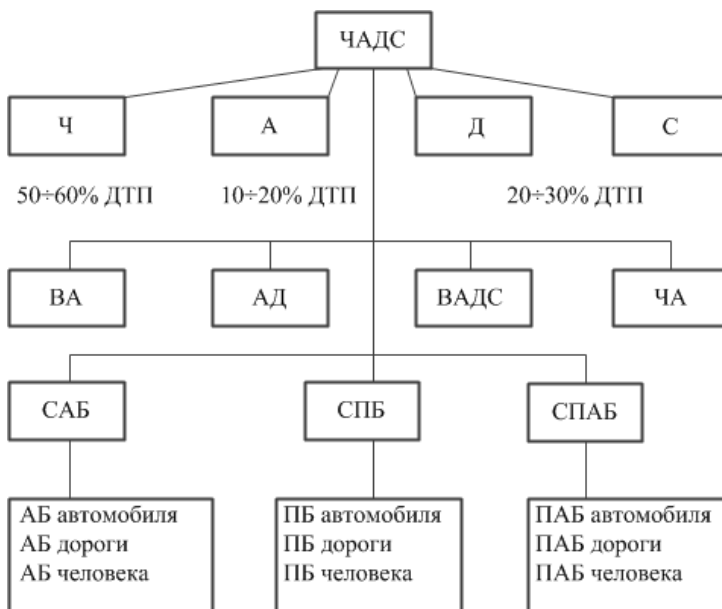 ЧАДС
Ч
А
Д
С
50÷60% ДТП
10÷20% ДТП
20÷30% ДТП
ВА
АД
ВАДС
ЧА
САБ
СПБ
СПАБ
АБ автомобиля
АБ дороги
АБ человека
ПБ автомобиля
ПБ дороги
ПБ человека
ПАБ автомобиля
ПАБ дороги
ПАБ человека